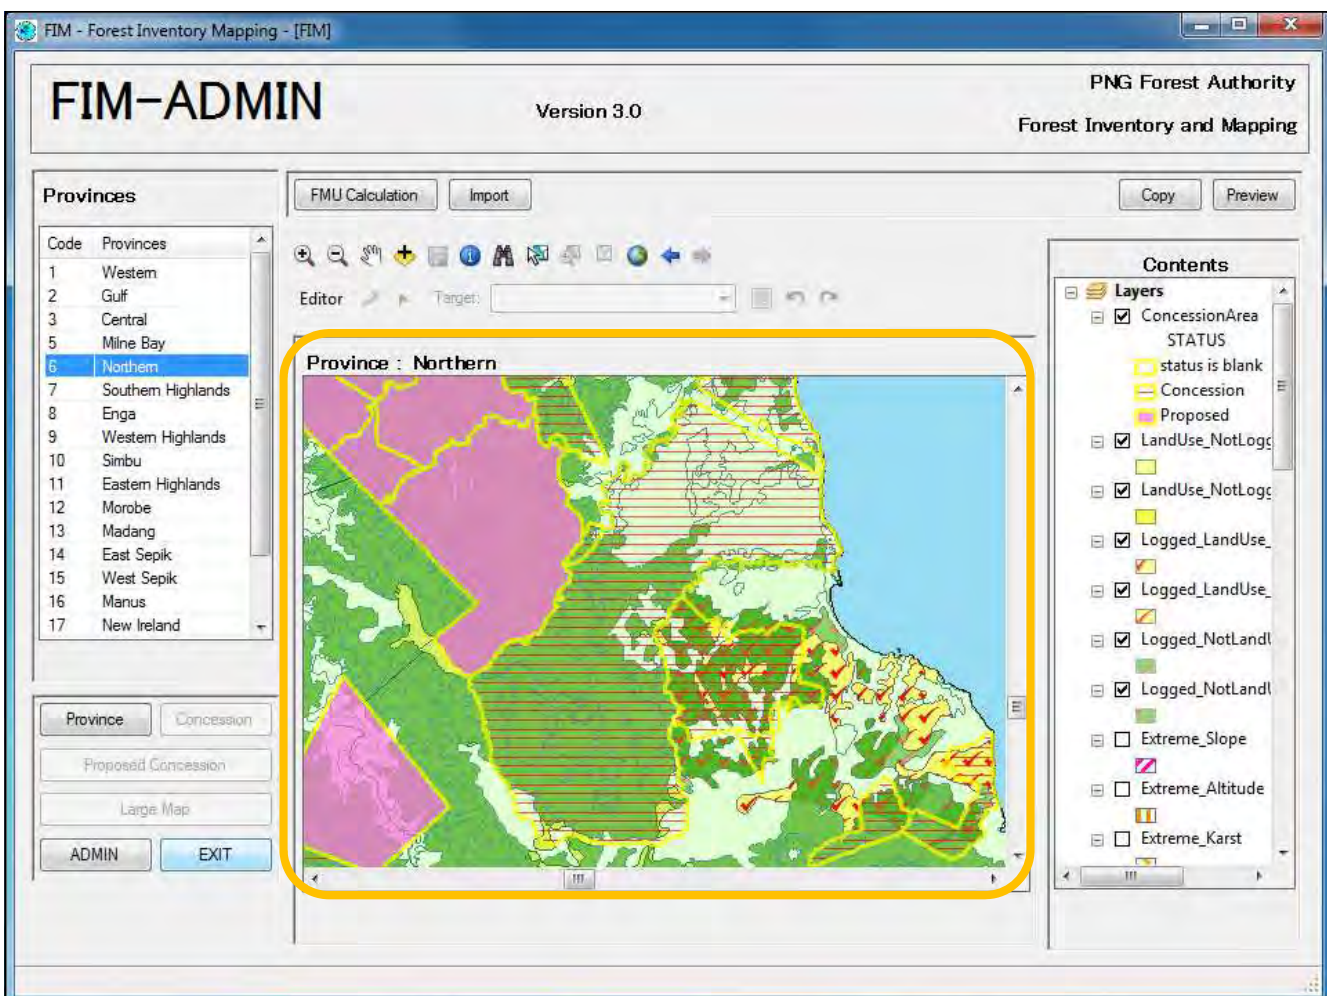 FIM - Forest Inventory Mapping - [FIM]
FIM-ADMIN
Version 3.0
PNG Forest Authority
Forest Inventory and Mapping
Provinces
Code Provinces
1 Western
2 Gulf
3 Central
5 Milne Bay
6 Northern
7 Southern Highlands
8 Enga
9 Western Highlands
10 Simbu
11 Eastern Highlands
12 Morobe
13 Madang
14 East Sepik
15 West Sepik
16 Manus
17 New Ireland
Province Concession
Proposed Concession
Large Map
ADMIN EXIT
FMU Calculation Import
Copy Preview
Editor Target:
Province : Northern
Contents
Layers
ConcessionArea
STATUS
status is blank
Concession
Proposed
LandUse_NotLogg
LandUse_NotLogg
Logged_LandUse_
Logged_LandUse_
Logged_NotLandU
Logged_NotLandU
Extreme_Slope
Extreme_Altitude
Extreme_Karst